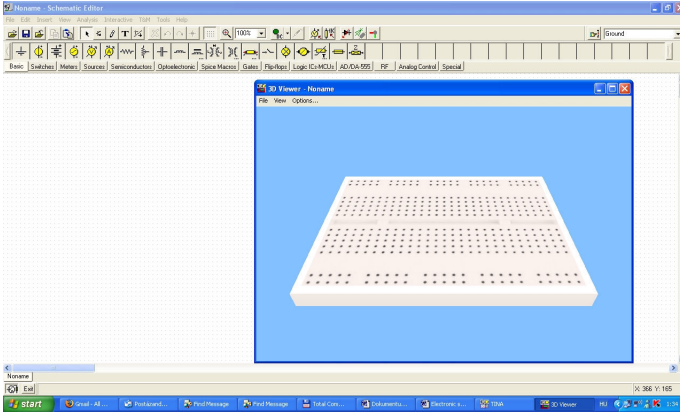 Noname - Schematic Editor
File Edit Insert View Analysis Interactive T&M Tools Help
100%
Ground
Basic Switches Meters Sources Semiconductors Optoelectronic Spice Macros Gates Flip-flops Logic ICs-MCUs AD/DA-555 RF Analog Control Special
3D Viewer - Noname
File View Options...
Noname
Exit
X: 366 Y: 165
start Gmail - All ... Postázand... Find Message Find Message Total Com... Dokumentu... Electronic s... TINA 3D Viewer HU 1:34